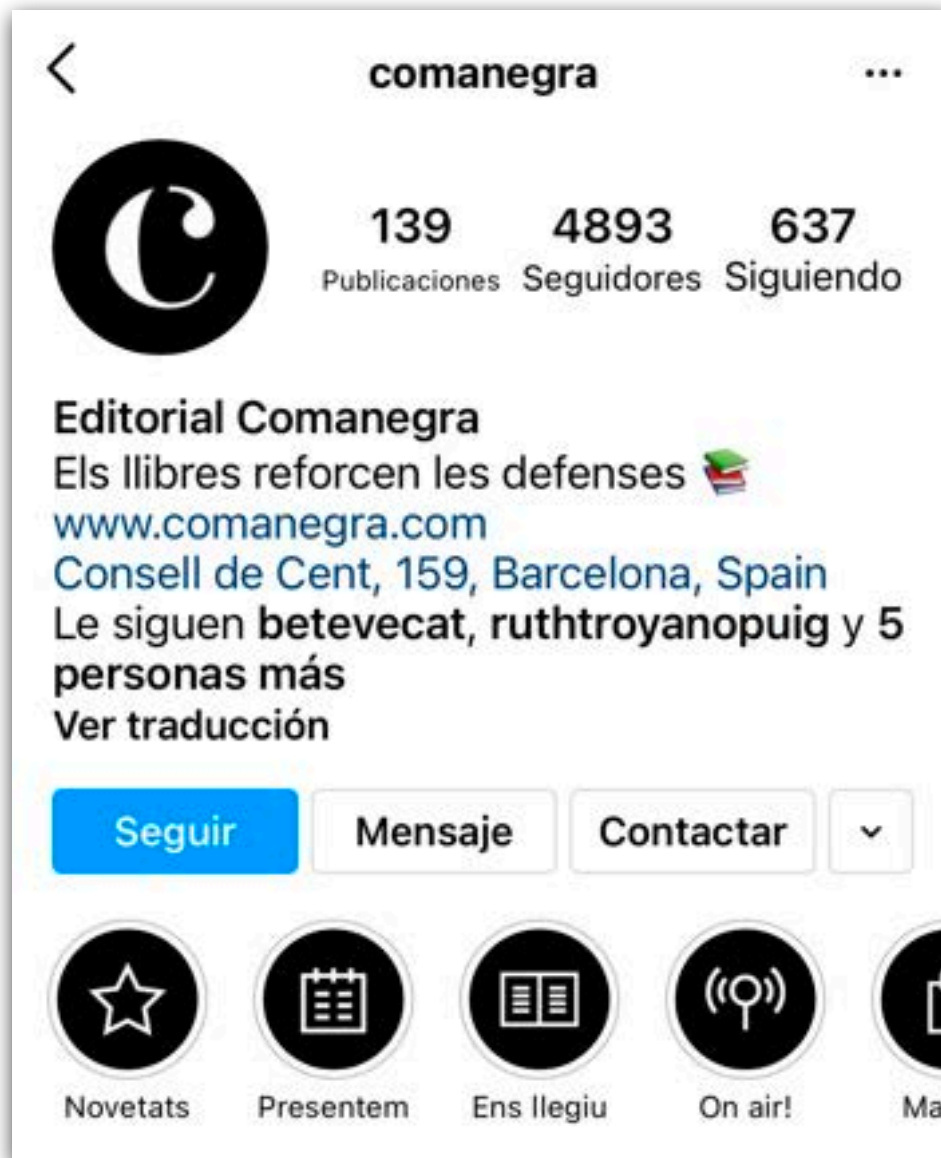 comanegra
...
C
139 4893 637
Publicaciones Seguidores Siguiendo
Editorial Comanegra
Els llibres reforcen les defenses 📚
www.comanegra.com
Consell de Cent, 159, Barcelona, Spain
Le siguen betevecat, ruthtroyanopuig y 5
personas más
Ver traducción
Seguir Mensaje Contactar
Novetats Presentem Ens llegiu On air! Ma